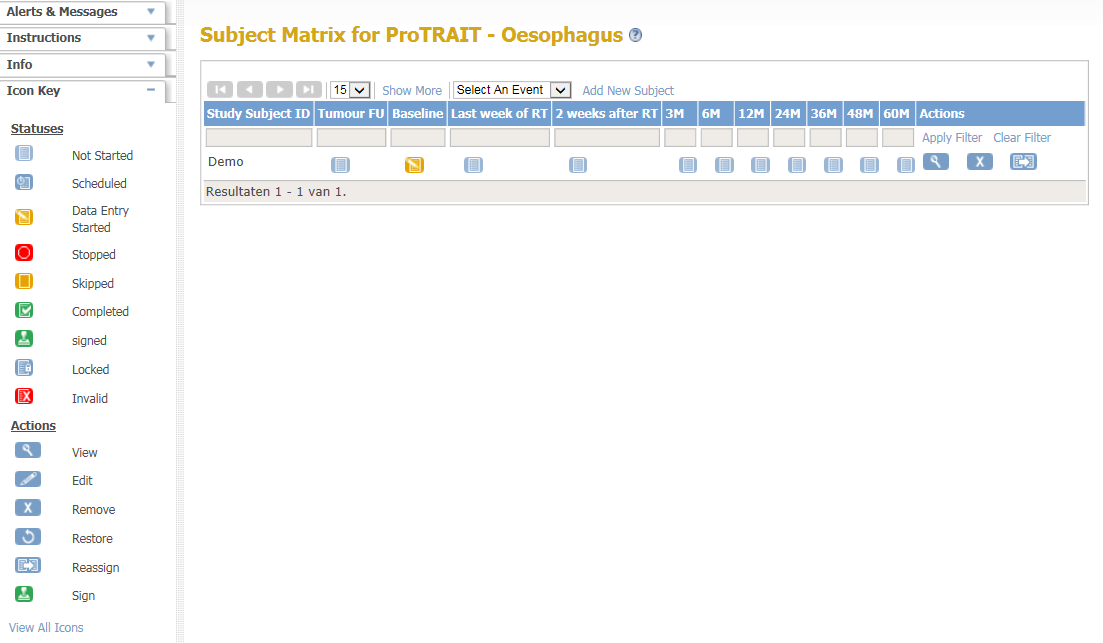 Alerts & Messages
Instructions
Info
Icon Key
Statuses
Not Started
Scheduled
Data Entry
Started
Stopped
Skipped
Completed
signed
Locked
Invalid
Actions
View
Edit
Remove
Restore
Reassign
Sign
View All Icons
Subject Matrix for ProTRAIT - Oesophagus ?
15 Show More Select An Event Add New Subject
Study Subject ID Tumour FU Baseline Last week of RT 2 weeks after RT 3M 6M 12M 24M 36M 48M 60M Actions
Apply Filter Clear Filter
Demo
Resultaten 1 - 1 van 1.